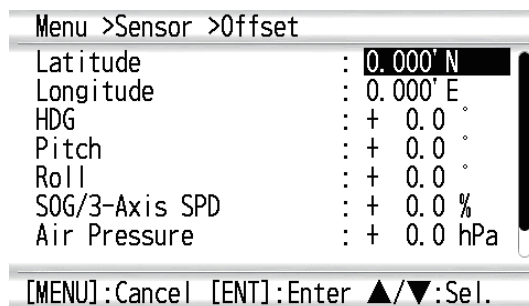 Menu >Sensor >Offset
Latitude : 0.000' N
Longitude : 0.000' E
HDG : + 0.0 °
Pitch : + 0.0 °
Roll : + 0.0 °
SOG/3-Axis SPD : + 0.0 %
Air Pressure : + 0.0 hPa
[MENU]:Cancel [ENT]:Enter ▲/▼:Sel.